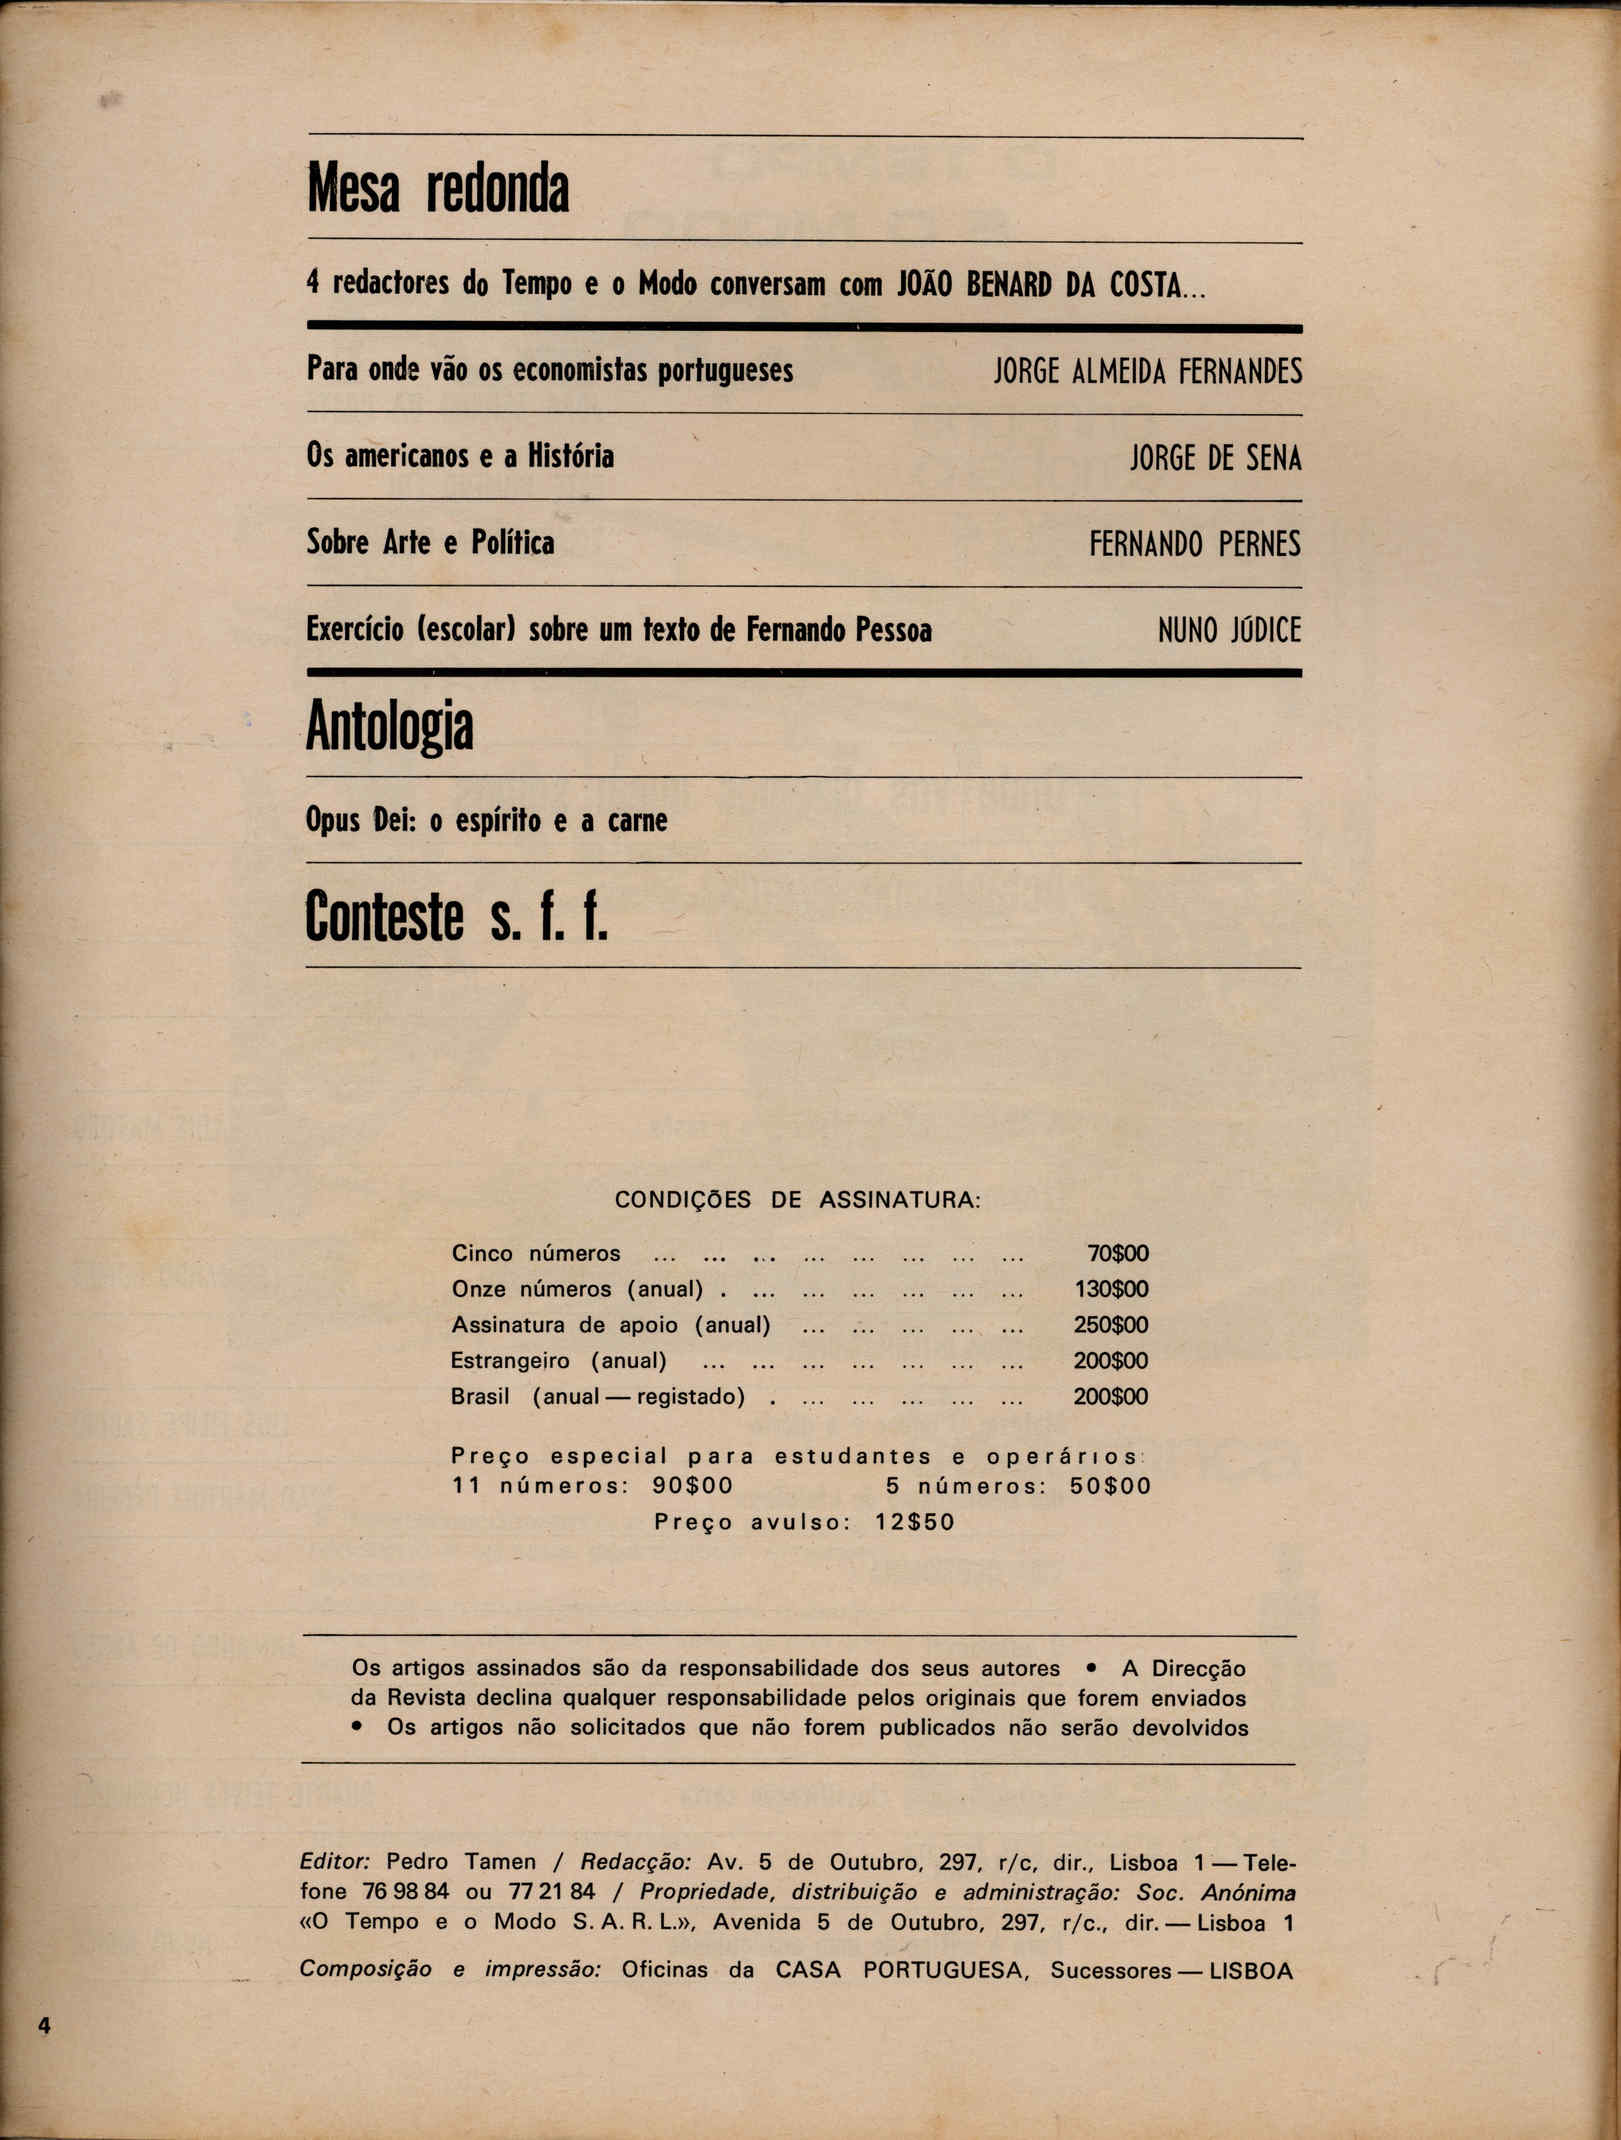 Mesa redonda
4 redactores do Tempo e o Modo conversam com JOÃO BENARD DA COSTA...
Para onde vão os economistas portugueses JORGE ALMEIDA FERNANDES
Os americanos e a História JORGE DE SENA
Sobre Arte e Política FERNANDO PERNES
Exercício (escolar) sobre um texto de Fernando Pessoa NUNO JÚDICE
Antologia
Opus Dei: o espírito e a carne
Conteste s. f. f.
CONDIÇÕES DE ASSINATURA:
Cinco números ... ... ... ... ... ... ... ... 70$00
Onze números (anual) . ... ... ... ... ... ... 130$00
Assinatura de apoio (anual) ... ... ... ... ... 250$00
Estrangeiro (anual) ... ... ... ... ... ... ... 200$00
Brasil (anual — registado) . ... ... ... ... ... 200$00
Preço especial para estudantes e operários:
11 números: 90$00 5 números: 50$00
Preço avulso: 12$50
Os artigos assinados são da responsabilidade dos seus autores • A Direcção
da Revista declina qualquer responsabilidade pelos originais que forem enviados
• Os artigos não solicitados que não forem publicados não serão devolvidos
Editor: Pedro Tamen / Redacção: Av. 5 de Outubro, 297, r/c, dir., Lisboa 1 — Tele-
fone 76 98 84 ou 77 21 84 / Propriedade, distribuição e administração: Soc. Anónima
«O Tempo e o Modo S. A. R. L.», Avenida 5 de Outubro, 297, r/c., dir. — Lisboa 1
Composição e impressão: Oficinas da CASA PORTUGUESA, Sucessores — LISBOA
4